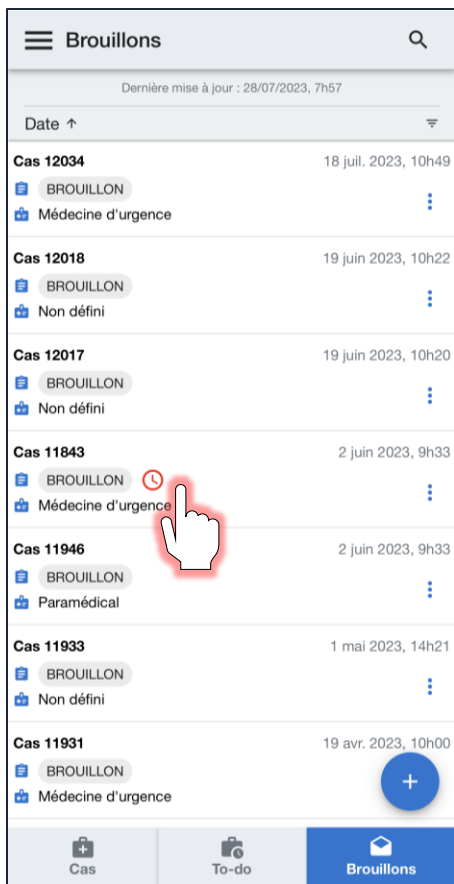 Brouillons
Dernière mise à jour : 28/07/2023, 7h57
Date ↑
Cas 12034 18 juil. 2023, 10h49
BROUILLON
Médecine d'urgence
Cas 12018 19 juin 2023, 10h22
BROUILLON
Non défini
Cas 12017 19 juin 2023, 10h20
BROUILLON
Non défini
Cas 11843 2 juin 2023, 9h33
BROUILLON
Médecine d'urgence
Cas 11946 2 juin 2023, 9h33
BROUILLON
Paramédical
Cas 11933 1 mai 2023, 14h21
BROUILLON
Non défini
Cas 11931 19 avr. 2023, 10h00
BROUILLON
Médecine d'urgence
Cas To-do Brouillons